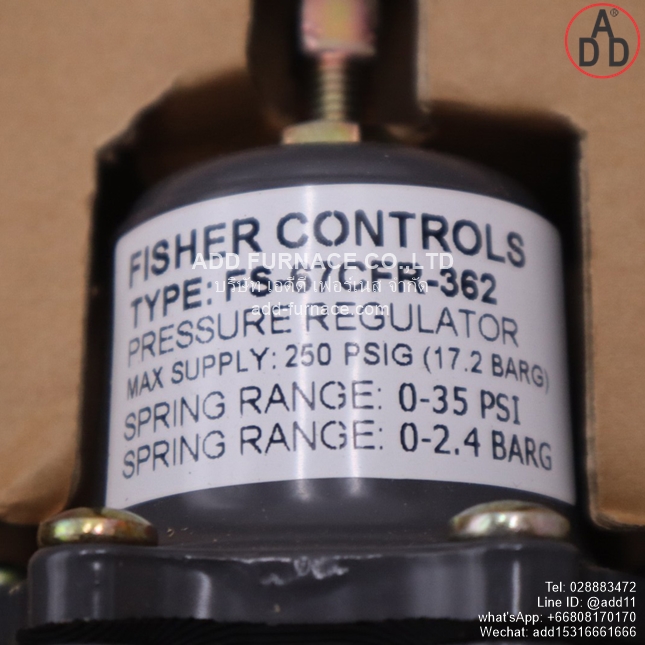 ADD
FISHER CONTROLS
ADD FURNACE CO.,LTD
TYPE: FS-67CFR-362
บริษัท เอดีดี เฟอร์เนส จำกัด
add-furnace.com
PRESSURE REGULATOR
MAX SUPPLY: 250 PSIG (17.2 BARG)
SPRING RANGE: 0-35 PSI
SPRING RANGE: 0-2.4 BARG
Tel: 028883472
Line ID: @add11
what'sApp: +66808170170
Wechat: add15316661666